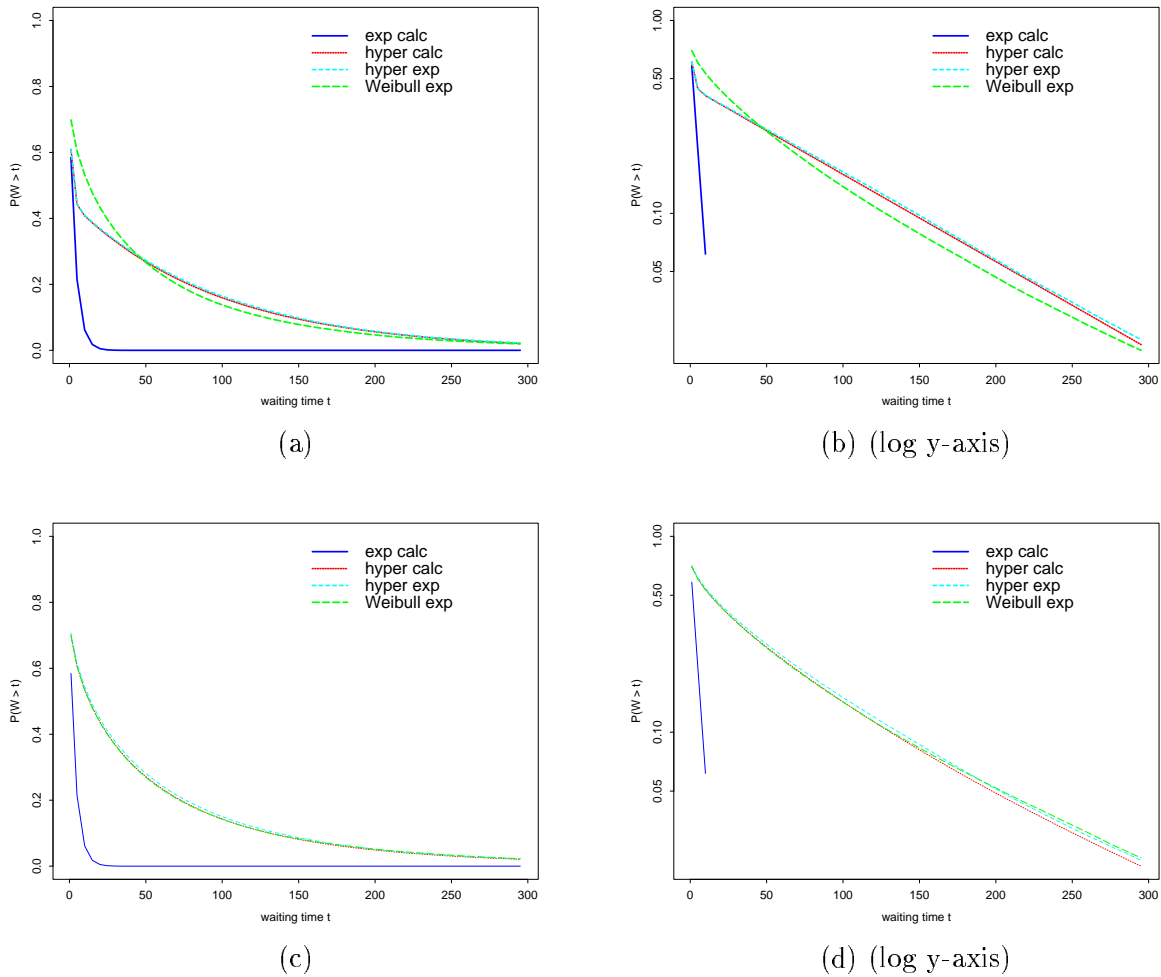 exp calc
hyper calc
hyper exp
Weibull exp
P(W > t)
0.0
0.2
0.4
0.6
0.8
1.0
0
50
100
150
200
250
300
waiting time t
(a)
exp calc
hyper calc
hyper exp
Weibull exp
P(W > t)
0.05
0.10
0.50
1.00
0
50
100
150
200
250
300
waiting time t
(b) (log y-axis)
exp calc
hyper calc
hyper exp
Weibull exp
P(W > t)
0.0
0.2
0.4
0.6
0.8
1.0
0
50
100
150
200
250
300
waiting time t
(c)
exp calc
hyper calc
hyper exp
Weibull exp
P(W > t)
0.05
0.10
0.50
1.00
0
50
100
150
200
250
300
waiting time t
(d) (log y-axis)